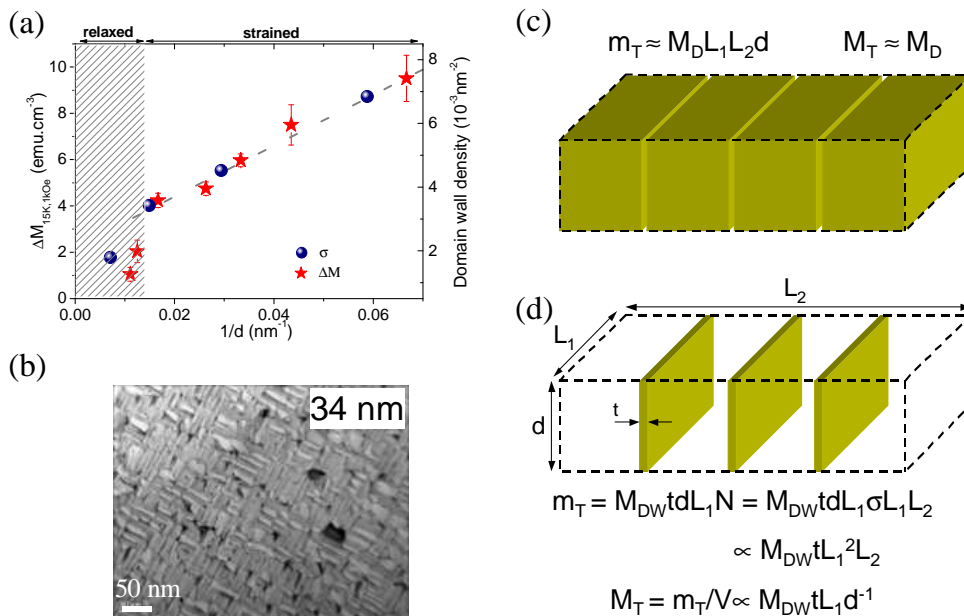 (a)
relaxed strained
ΔM15K,1kOe (emu.cm-3)
10
8
6
4
2
0
0.00 0.02 0.04 0.06
1/d (nm-1)
8
6
4
2
Domain wall density (10-3nm-2)
σ
ΔM
(b)
34 nm
50 nm
(c)
mT ≈ MDL1L2d MT ≈ MD
(d)
L2
L1
t
d
mT = MDWtdL1N = MDWtdL1σL1L2
∝ MDWtL1²L2
MT = mT/V∝ MDWtL1d-1